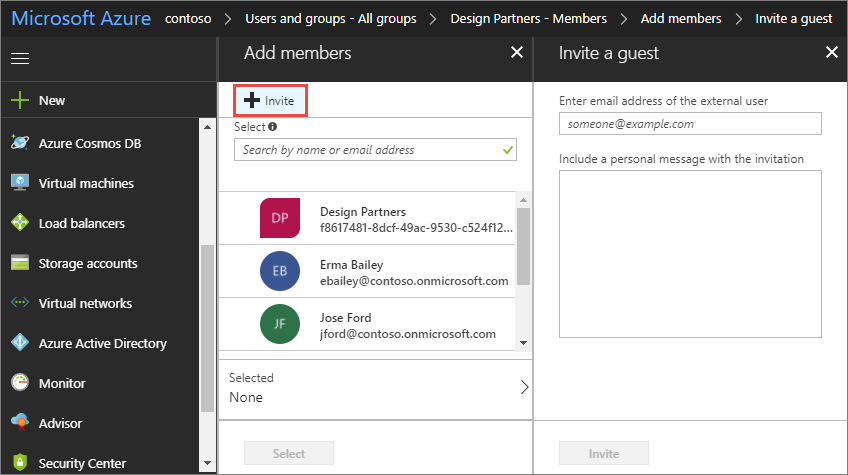 Microsoft Azure contoso > Users and groups - All groups > Design Partners - Members > Add members > Invite a guest
New
Azure Cosmos DB
Virtual machines
Load balancers
Storage accounts
Virtual networks
Azure Active Directory
Monitor
Advisor
Security Center
Add members
Invite
Select
Search by name or email address
DP
Design Partners
f8617481-8dcf-49ac-9530-c524f12...
EB
Erma Bailey
ebailey@contoso.onmicrosoft.com
JF
Jose Ford
jford@contoso.onmicrosoft.com
Selected
None
Select
Invite a guest
Enter email address of the external user
someone@example.com
Include a personal message with the invitation
Invite